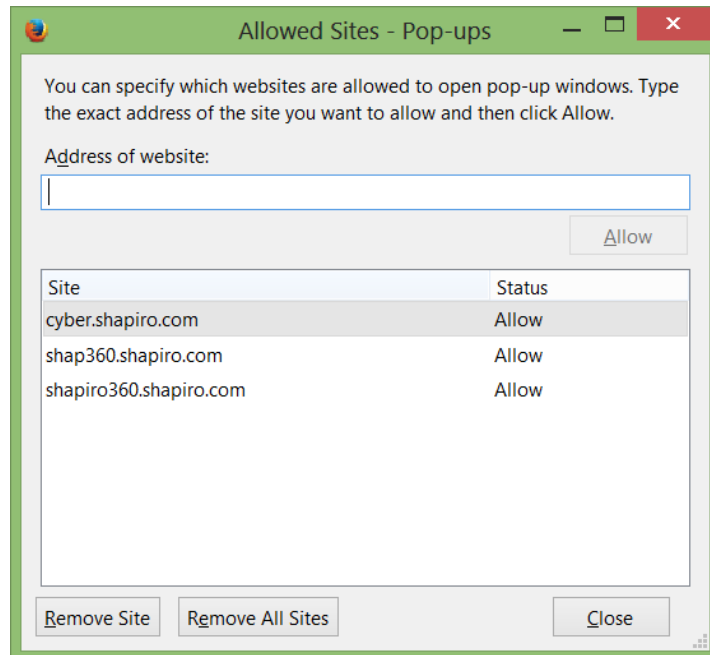 Allowed Sites - Pop-ups
You can specify which websites are allowed to open pop-up windows. Type
the exact address of the site you want to allow and then click Allow.
Address of website:
Allow
Site Status
cyber.shapiro.com Allow
shap360.shapiro.com Allow
shapiro360.shapiro.com Allow
Remove Site Remove All Sites Close